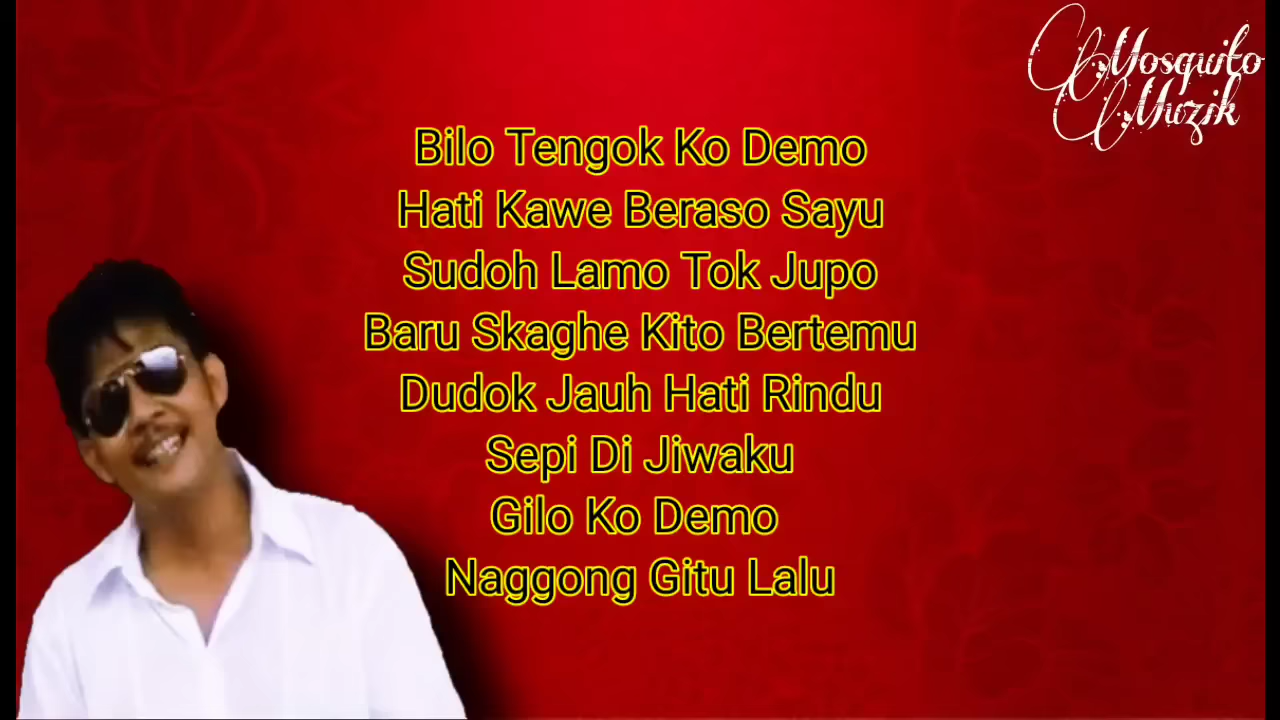 Mosquito
Muzik
Bilo Tengok Ko Demo
Hati Kawe Beraso Sayu
Sudoh Lamo Tok Jupo
Baru Skaghe Kito Bertemu
Dudok Jauh Hati Rindu
Sepi Di Jiwaku
Gilo Ko Demo
Naggong Gitu Lalu